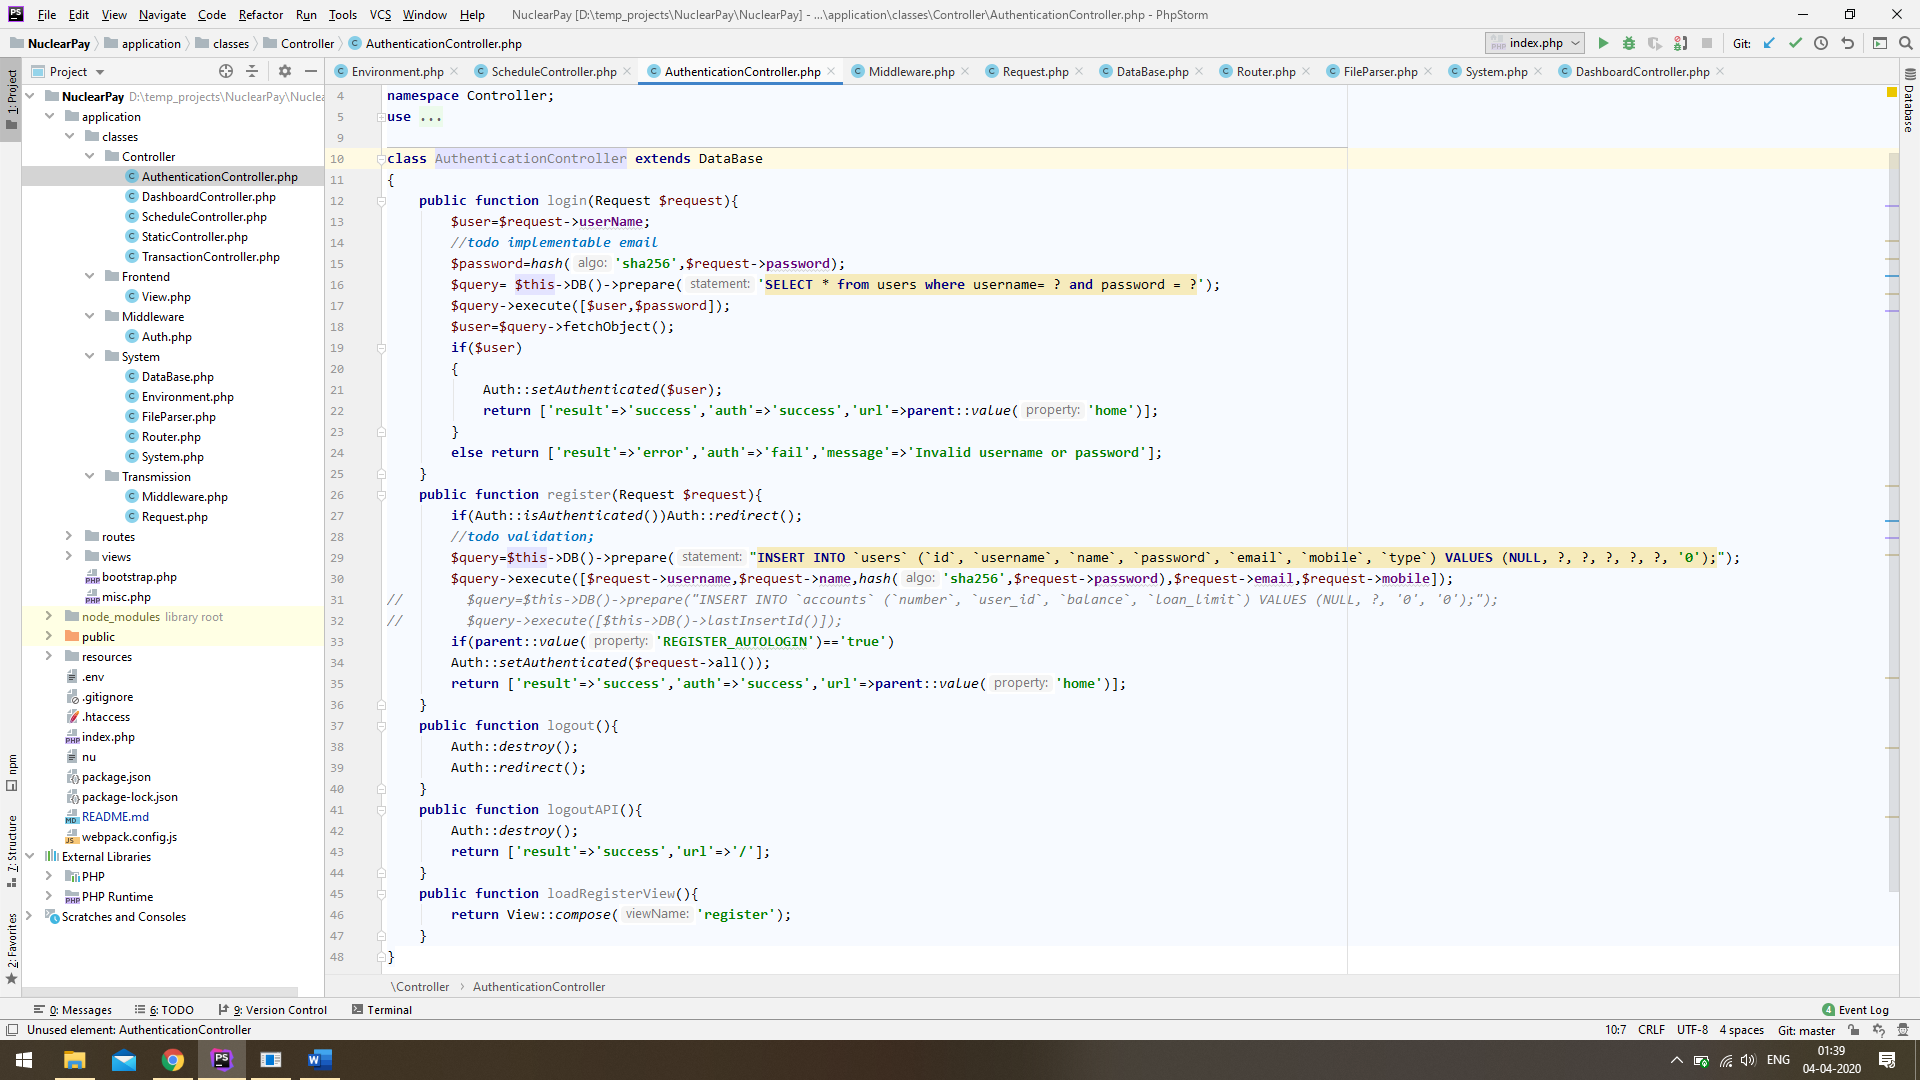 File Edit View Navigate Code Refactor Run Tools VCS Window Help NuclearPay [D:\temp_projects\NuclearPay\NuclearPay] - ...\application\classes\Controller\AuthenticationController.php - PhpStorm
NuclearPay application classes Controller AuthenticationController.php index.php Git:
Project Environment.php ScheduleController.php AuthenticationController.php Middleware.php Request.php DataBase.php Router.php FileParser.php System.php DashboardController.php
1: Project
Database
NuclearPay D:\temp_projects\NuclearPay\Nuclea
application
classes
Controller
AuthenticationController.php
DashboardController.php
ScheduleController.php
StaticController.php
TransactionController.php
Frontend
View.php
Middleware
Auth.php
System
DataBase.php
Environment.php
FileParser.php
Router.php
System.php
Transmission
Middleware.php
Request.php
routes
views
bootstrap.php
misc.php
node_modules library root
public
resources
.env
.gitignore
.htaccess
index.php
nu
package.json
package-lock.json
README.md
webpack.config.js
External Libraries
PHP
PHP Runtime
Scratches and Consoles
npm
7: Structure
2: Favorites
4 namespace Controller;
5 use ...
9
10 class AuthenticationController extends DataBase
11 {
12 public function login(Request $request){
13 $user=$request->userName;
14 //todo implementable email
15 $password=hash( algo: 'sha256',$request->password);
16 $query= $this->DB()->prepare( statement: 'SELECT * from users where username= ? and password = ?');
17 $query->execute([$user,$password]);
18 $user=$query->fetchObject();
19 if($user)
20 {
21 Auth::setAuthenticated($user);
22 return ['result'=>'success','auth'=>'success','url'=>parent::value( property: 'home')];
23 }
24 else return ['result'=>'error','auth'=>'fail','message'=>'Invalid username or password'];
25 }
26 public function register(Request $request){
27 if(Auth::isAuthenticated())Auth::redirect();
28 //todo validation;
29 $query=$this->DB()->prepare( statement: "INSERT INTO `users` (`id`, `username`, `name`, `password`, `email`, `mobile`, `type`) VALUES (NULL, ?, ?, ?, ?, ?, '0');");
30 $query->execute([$request->username,$request->name,hash( algo: 'sha256',$request->password),$request->email,$request->mobile]);
31 // $query=$this->DB()->prepare("INSERT INTO `accounts` (`number`, `user_id`, `balance`, `loan_limit`) VALUES (NULL, ?, '0', '0');");
32 // $query->execute([$this->DB()->lastInsertId()]);
33 if(parent::value( property: 'REGISTER_AUTOLOGIN')=='true')
34 Auth::setAuthenticated($request->all());
35 return ['result'=>'success','auth'=>'success','url'=>parent::value( property: 'home')];
36 }
37 public function logout(){
38 Auth::destroy();
39 Auth::redirect();
40 }
41 public function logoutAPI(){
42 Auth::destroy();
43 return ['result'=>'success','url'=>'/'];
44 }
45 public function loadRegisterView(){
46 return View::compose( viewName: 'register');
47 }
48 }
\Controller › AuthenticationController
0: Messages 6: TODO 9: Version Control Terminal 4 Event Log
Unused element: AuthenticationController 10:7 CRLF UTF-8 4 spaces Git: master
ENG 01:39
04-04-2020